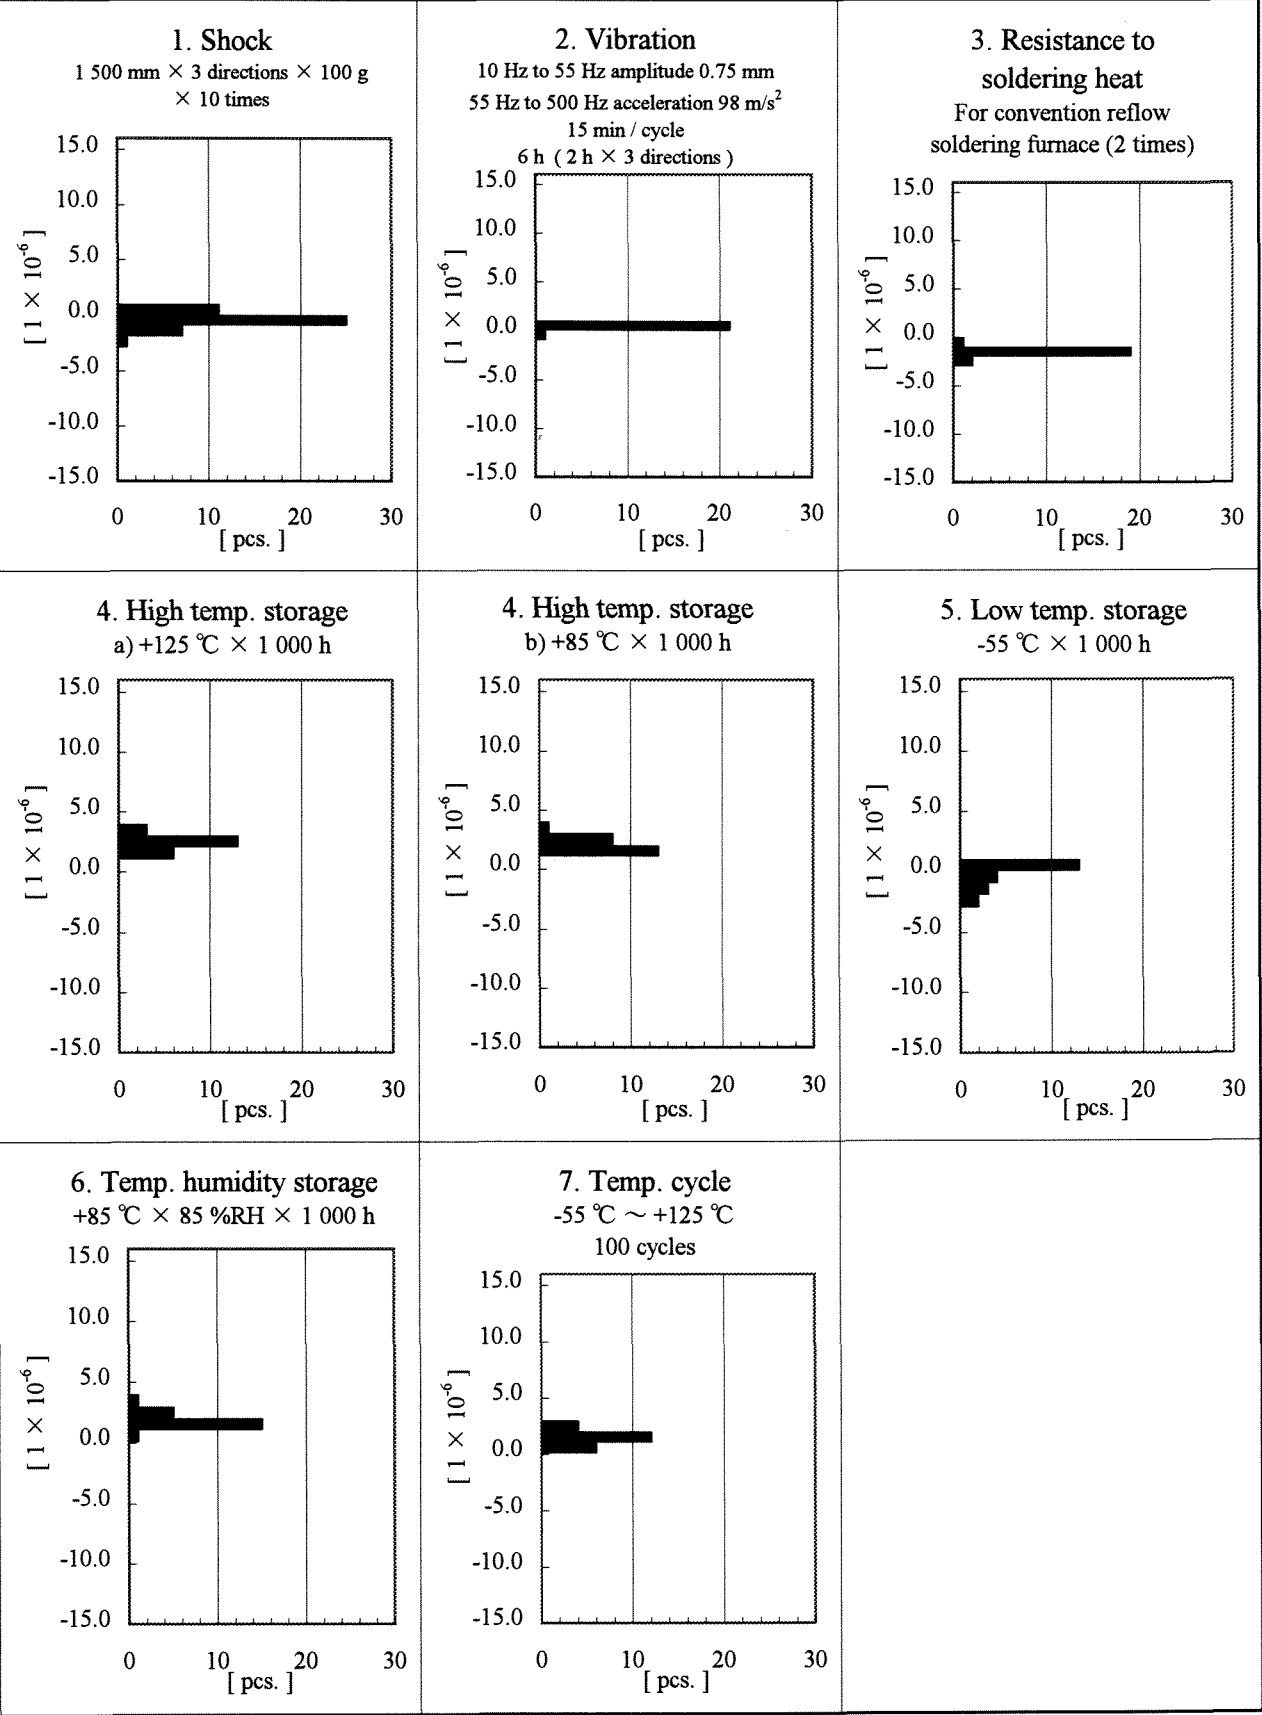 1. Shock
1 500 mm × 3 directions × 100 g
× 10 times
[ 1 × 10-6 ]
15.0
10.0
5.0
0.0
-5.0
-10.0
-15.0
0 10 20 30
[ pcs. ]
2. Vibration
10 Hz to 55 Hz amplitude 0.75 mm
55 Hz to 500 Hz acceleration 98 m/s2
15 min / cycle
6 h ( 2 h × 3 directions )
[ 1 × 10-6 ]
15.0
10.0
5.0
0.0
-5.0
-10.0
-15.0
0 10 20 30
[ pcs. ]
3. Resistance to
soldering heat
For convention reflow
soldering furnace (2 times)
[ 1 × 10-6 ]
15.0
10.0
5.0
0.0
-5.0
-10.0
-15.0
0 10 20 30
[ pcs. ]
4. High temp. storage
a) +125 ℃ × 1 000 h
[ 1 × 10-6 ]
15.0
10.0
5.0
0.0
-5.0
-10.0
-15.0
0 10 20 30
[ pcs. ]
4. High temp. storage
b) +85 ℃ × 1 000 h
[ 1 × 10-6 ]
15.0
10.0
5.0
0.0
-5.0
-10.0
-15.0
0 10 20 30
[ pcs. ]
5. Low temp. storage
-55 ℃ × 1 000 h
[ 1 × 10-6 ]
15.0
10.0
5.0
0.0
-5.0
-10.0
-15.0
0 10 20 30
[ pcs. ]
6. Temp. humidity storage
+85 ℃ × 85 %RH × 1 000 h
[ 1 × 10-6 ]
15.0
10.0
5.0
0.0
-5.0
-10.0
-15.0
0 10 20 30
[ pcs. ]
7. Temp. cycle
-55 ℃ ~ +125 ℃
100 cycles
[ 1 × 10-6 ]
15.0
10.0
5.0
0.0
-5.0
-10.0
-15.0
0 10 20 30
[ pcs. ]